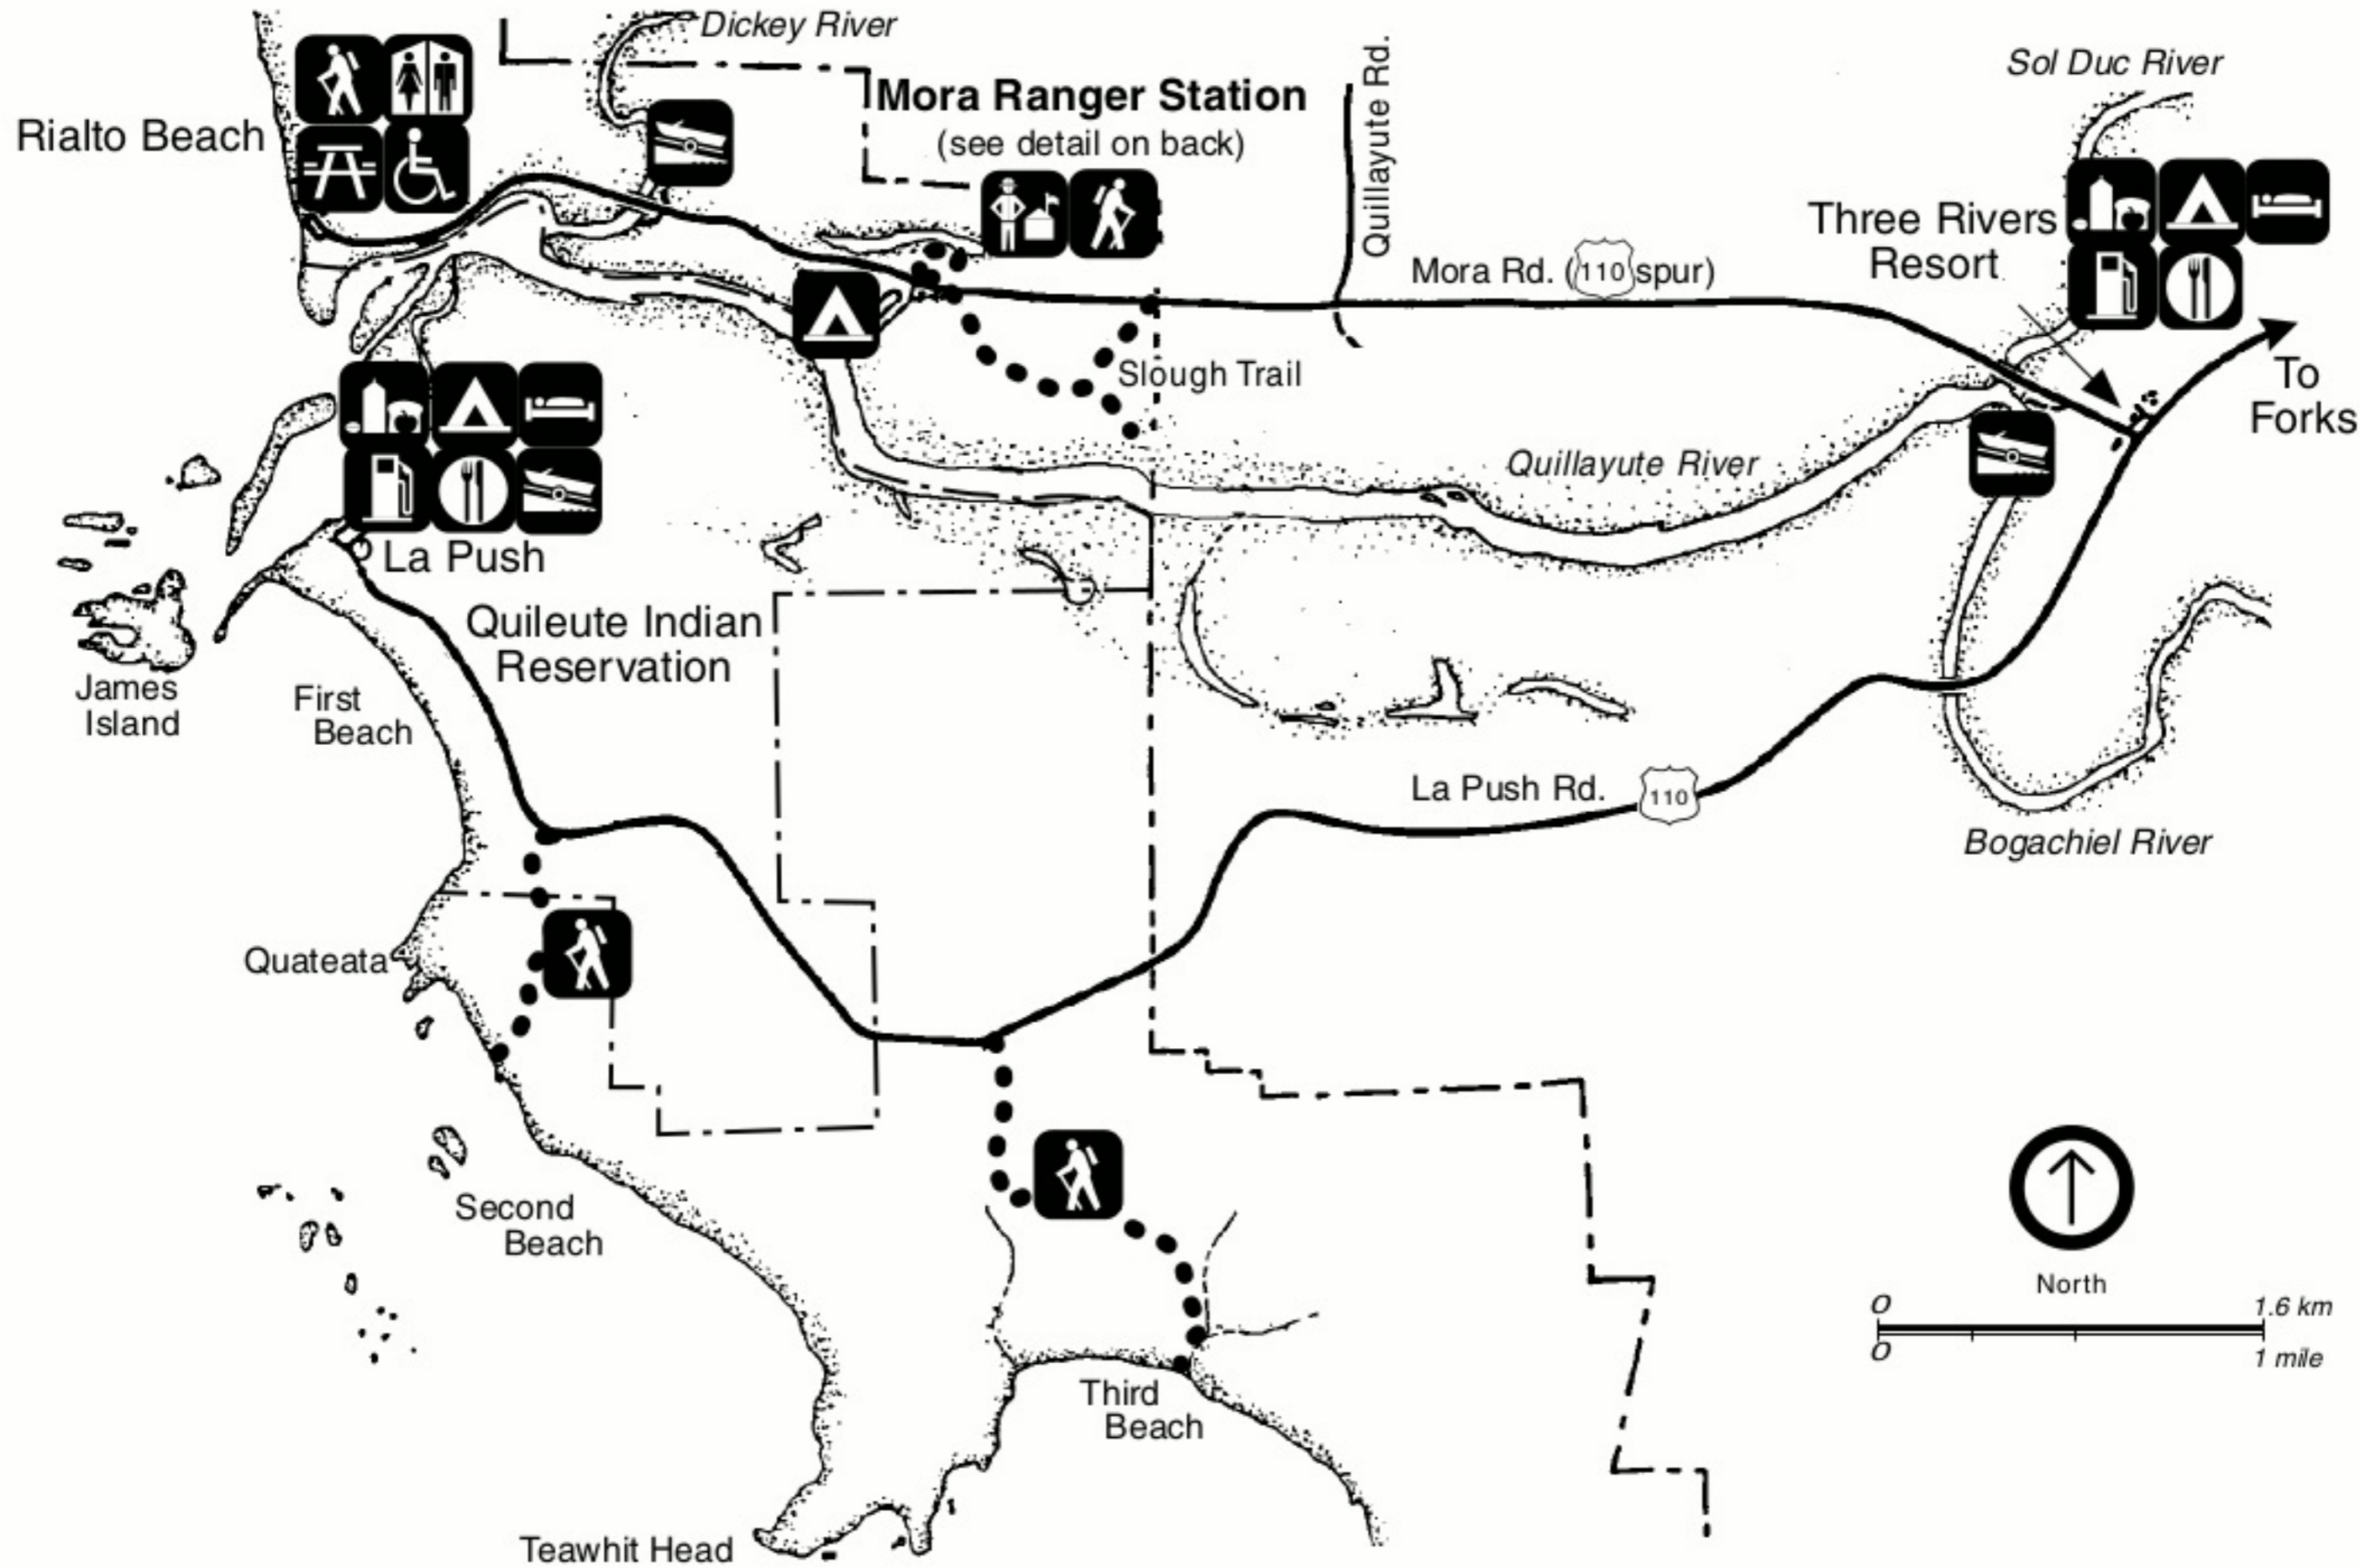 Dickey River
Sol Duc River
Rialto Beach
Mora Ranger Station
(see detail on back)
Quillayute Rd.
Three Rivers
Resort
Mora Rd. (110 spur)
To
Forks
Slough Trail
Quillayute River
La Push
Quileute Indian
Reservation
James
Island
First
Beach
La Push Rd. 110
Bogachiel River
Quateata
Second
Beach
North
0 1.6 km
0 1 mile
Third
Beach
Teawhit Head